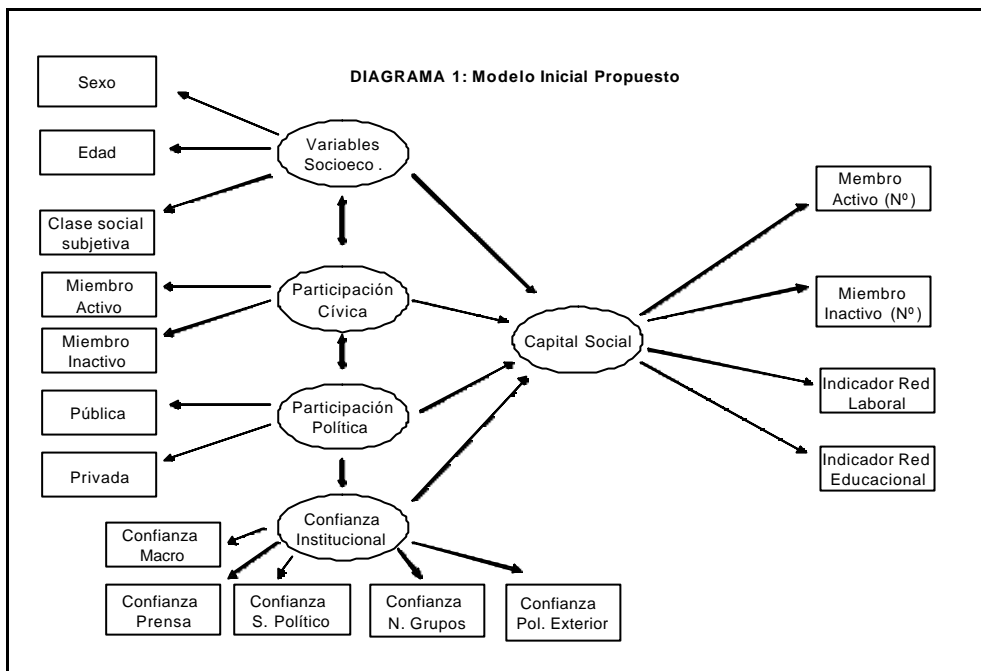 DIAGRAMA 1: Modelo Inicial Propuesto
Sexo
Edad
Clase social
subjetiva
Miembro
Activo
Miembro
Inactivo
Pública
Privada
Variables
Socioeco.
Participación
Cívica
Participación
Política
Confianza
Institucional
Confianza
Macro
Confianza
Prensa
Confianza
S. Político
Confianza
N. Grupos
Confianza
Pol. Exterior
Capital Social
Membro
Activo (Nº)
Miembro
Inactivo (Nº)
Indicador Red
Laboral
Indicador Red
Educacional